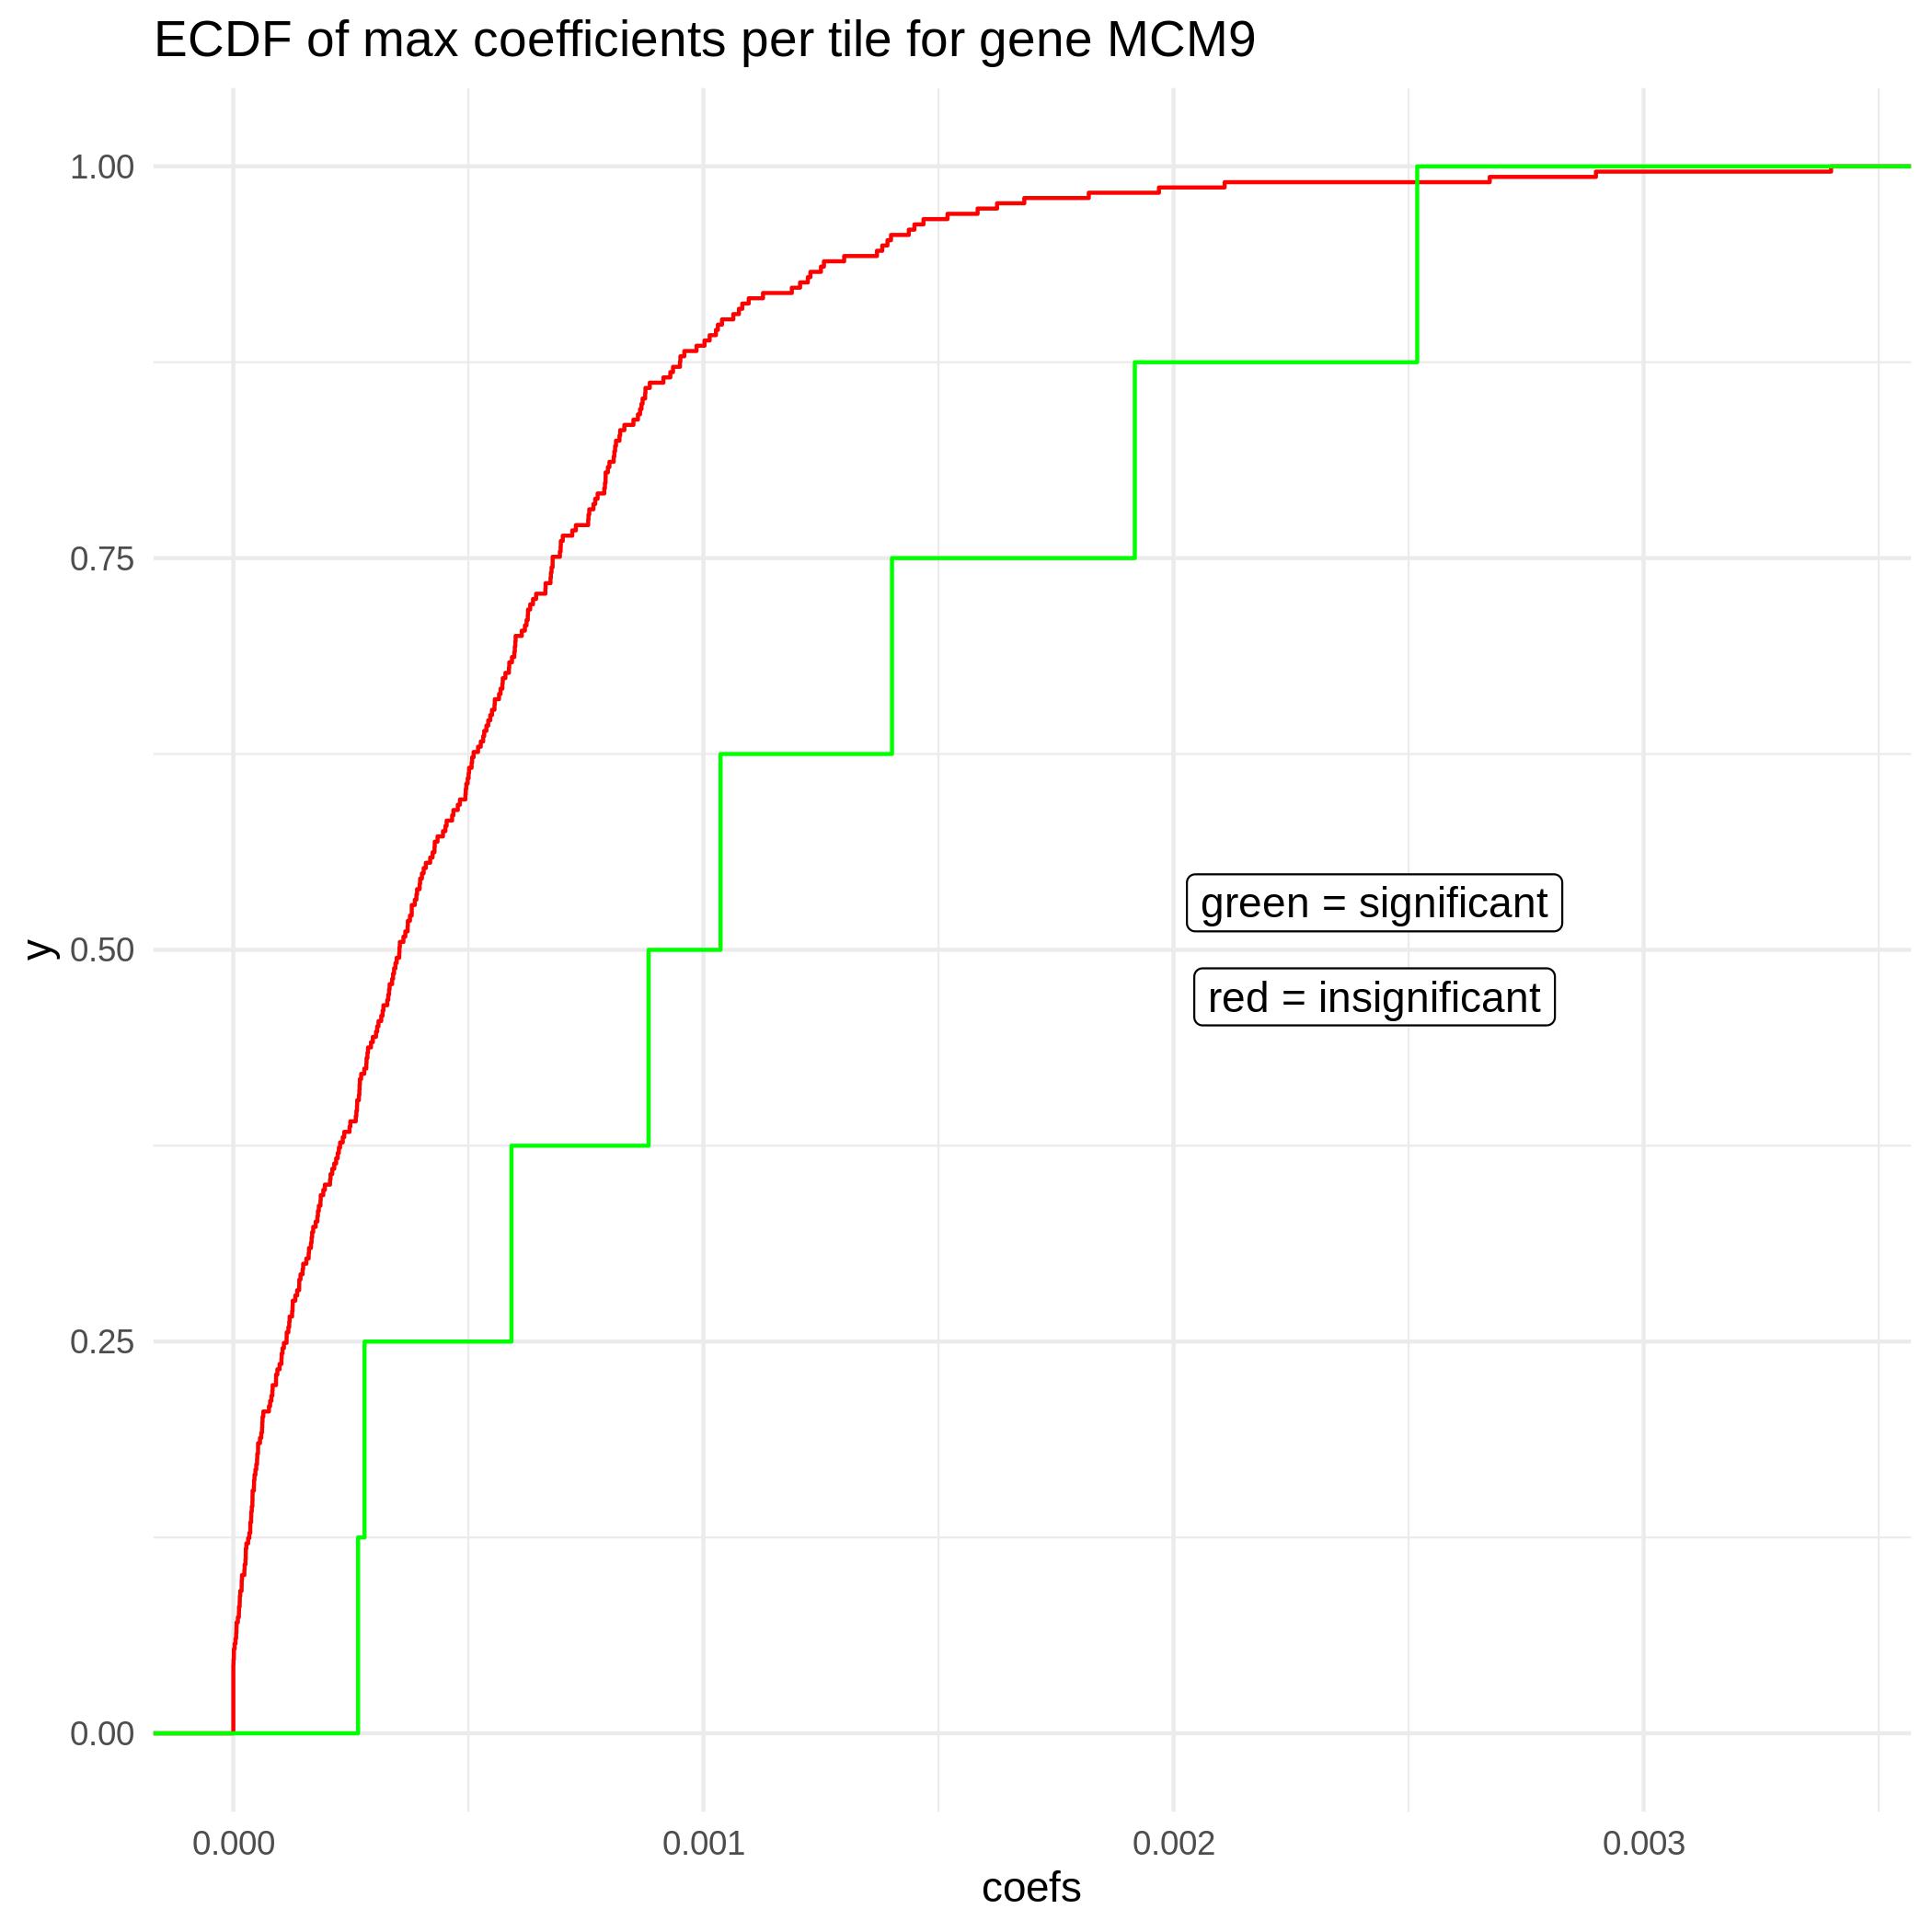 ECDF of max coefficients per tile for gene MCM9
1.00
0.75
0.50
0.25
0.00
y
green = significant
red = insignificant
0.000
0.001
0.002
0.003
coefs